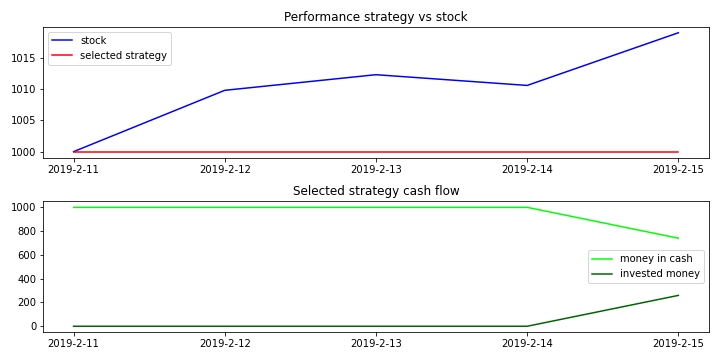 Performance strategy vs stock
stock
selected strategy
1015
1010
1005
1000
2019-2-11 2019-2-12 2019-2-13 2019-2-14 2019-2-15
Selected strategy cash flow
1000
800
600
400
200
0
money in cash
invested money
2019-2-11 2019-2-12 2019-2-13 2019-2-14 2019-2-15